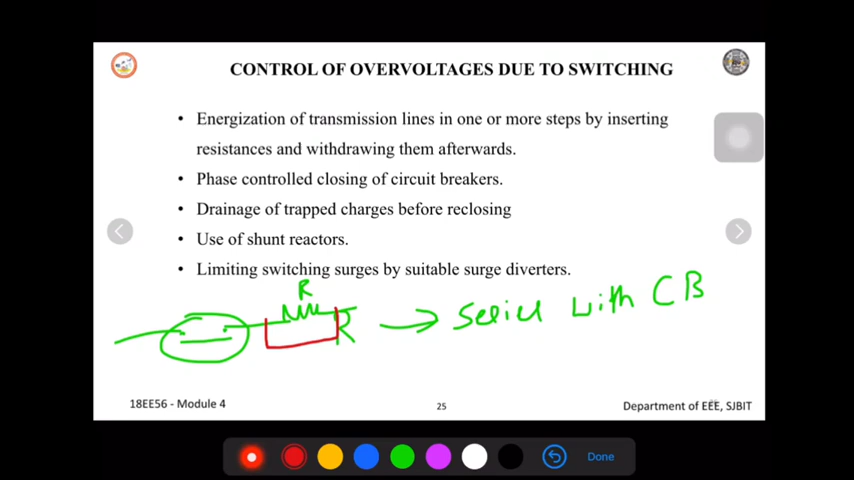 CONTROL OF OVERVOLTAGES DUE TO SWITCHING
• Energization of transmission lines in one or more steps by inserting
resistances and withdrawing them afterwards.
• Phase controlled closing of circuit breakers.
• Drainage of trapped charges before reclosing
• Use of shunt reactors.
• Limiting switching surges by suitable surge diverters.
R
→ Series with CB
18EE56 - Module 4
25
Department of EEE, SJBIT
Done